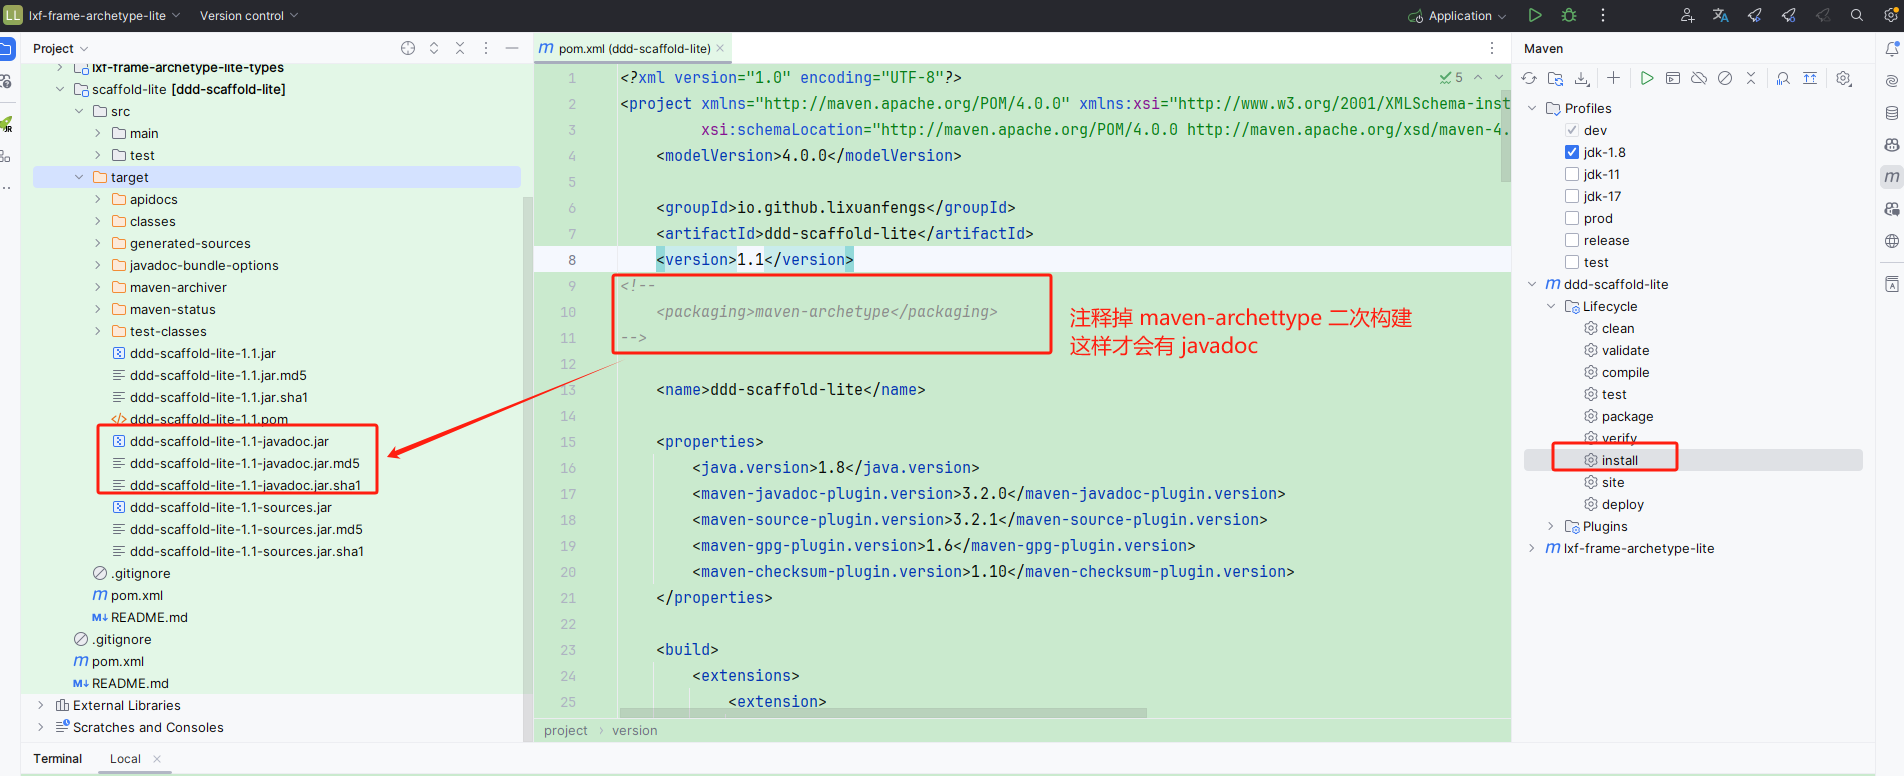 LL lxf-frame-archetype-lite Version control Application
Project
lxf-frame-archetype-lite-types
scaffold-lite [ddd-scaffold-lite]
src
main
test
target
apidocs
classes
generated-sources
javadoc-bundle-options
maven-archiver
maven-status
test-classes
ddd-scaffold-lite-1.1.jar
ddd-scaffold-lite-1.1.jar.md5
ddd-scaffold-lite-1.1.jar.sha1
ddd-scaffold-lite-1.1.pom
ddd-scaffold-lite-1.1-javadoc.jar
ddd-scaffold-lite-1.1-javadoc.jar.md5
ddd-scaffold-lite-1.1-javadoc.jar.sha1
ddd-scaffold-lite-1.1-sources.jar
ddd-scaffold-lite-1.1-sources.jar.md5
ddd-scaffold-lite-1.1-sources.jar.sha1
.gitignore
m pom.xml
M↓ README.md
.gitignore
m pom.xml
M↓ README.md
External Libraries
Scratches and Consoles
m pom.xml (ddd-scaffold-lite)
5
1 <?xml version="1.0" encoding="UTF-8"?>
2 <project xmlns="http://maven.apache.org/POM/4.0.0" xmlns:xsi="http://www.w3.org/2001/XMLSchema-inst
3 xsi:schemaLocation="http://maven.apache.org/POM/4.0.0 http://maven.apache.org/xsd/maven-4.
4 <modelVersion>4.0.0</modelVersion>
5
6 <groupId>io.github.lixuanfengs</groupId>
7 <artifactId>ddd-scaffold-lite</artifactId>
8 <version>1.1</version>
9 <!--
10 <packaging>maven-archetype</packaging>
11 -->
12
13 <name>ddd-scaffold-lite</name>
14
15 <properties>
16 <java.version>1.8</java.version>
17 <maven-javadoc-plugin.version>3.2.0</maven-javadoc-plugin.version>
18 <maven-source-plugin.version>3.2.1</maven-source-plugin.version>
19 <maven-gpg-plugin.version>1.6</maven-gpg-plugin.version>
20 <maven-checksum-plugin.version>1.10</maven-checksum-plugin.version>
21 </properties>
22
23 <build>
24 <extensions>
25 <extension>
注释掉 maven-archettype 二次构建
这样才会有 javadoc
project › version
Maven
Profiles
dev
jdk-1.8
jdk-11
jdk-17
prod
release
test
m ddd-scaffold-lite
Lifecycle
clean
validate
compile
test
package
verify
install
site
deploy
Plugins
m lxf-frame-archetype-lite
Terminal Local